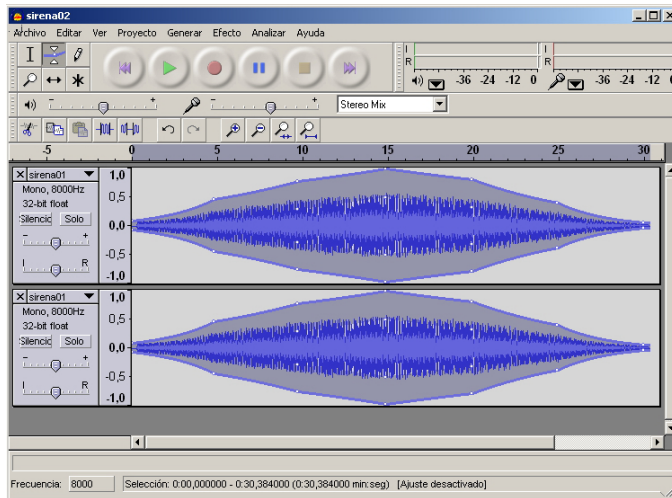 sirena02
Archivo Editar Ver Proyecto Generar Efecto Analizar Ayuda
I
R
-36 -24 -12 0
I
R
-36 -24 -12 0
- +
- +
Stereo Mix
-5 0 5 10 15 20 25 30
sirena01
Mono, 8000Hz
32-bit float
Silencic Solo
- +
I R
1,0
0,5
0,0
-0,5
-1,0
sirena01
Mono, 8000Hz
32-bit float
Silencic Solo
- +
I R
1,0
0,5
0,0
-0,5
-1,0
Frecuencia: 8000 Selección: 0:00,000000 - 0:30,384000 (0:30,384000 min:seg) [Ajuste desactivado]